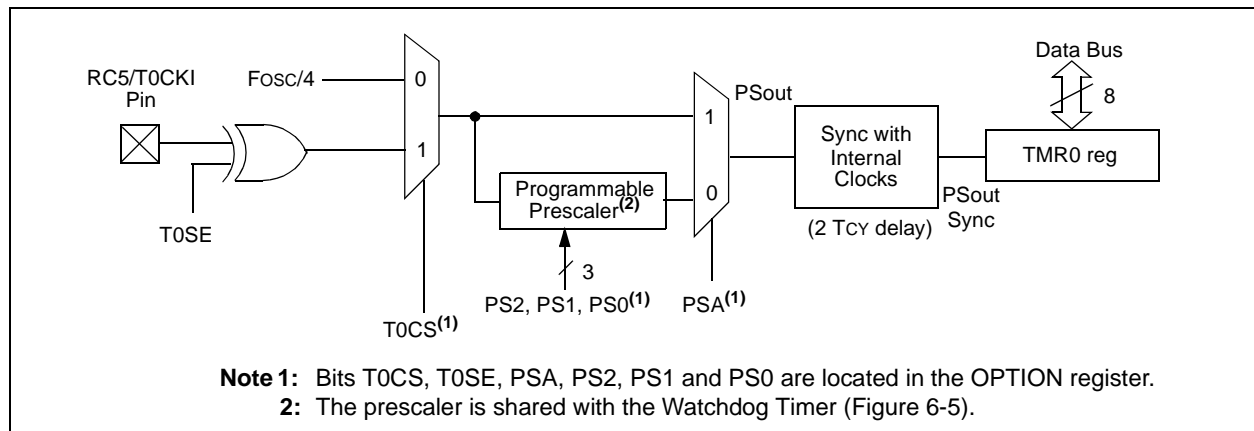 Data Bus
RC5/T0CKI
Pin
FOSC/4
0
1
T0SE
T0CS(1)
Programmable
Prescaler(2)
3
PS2, PS1, PS0(1)
1
0
PSA(1)
PSout
Sync with
Internal
Clocks
(2 TCY delay)
PSout
Sync
8
TMR0 reg
Note 1: Bits T0CS, T0SE, PSA, PS2, PS1 and PS0 are located in the OPTION register.
2: The prescaler is shared with the Watchdog Timer (Figure 6-5).